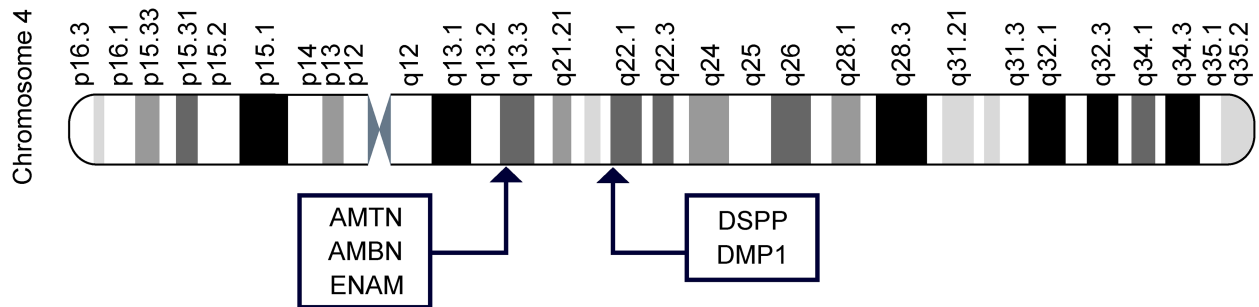 Chromosome 4
p16.3
p16.1
p15.33
p15.31
p15.2
p15.1
p14
p13
p12
q12
q13.1
q13.2
q13.3
q21.21
q22.1
q22.3
q24
q25
q26
q28.1
q28.3
q31.21
q31.3
q32.1
q32.3
q34.1
q34.3
q35.1
q35.2
AMTN
AMBN
ENAM
DSPP
DMP1